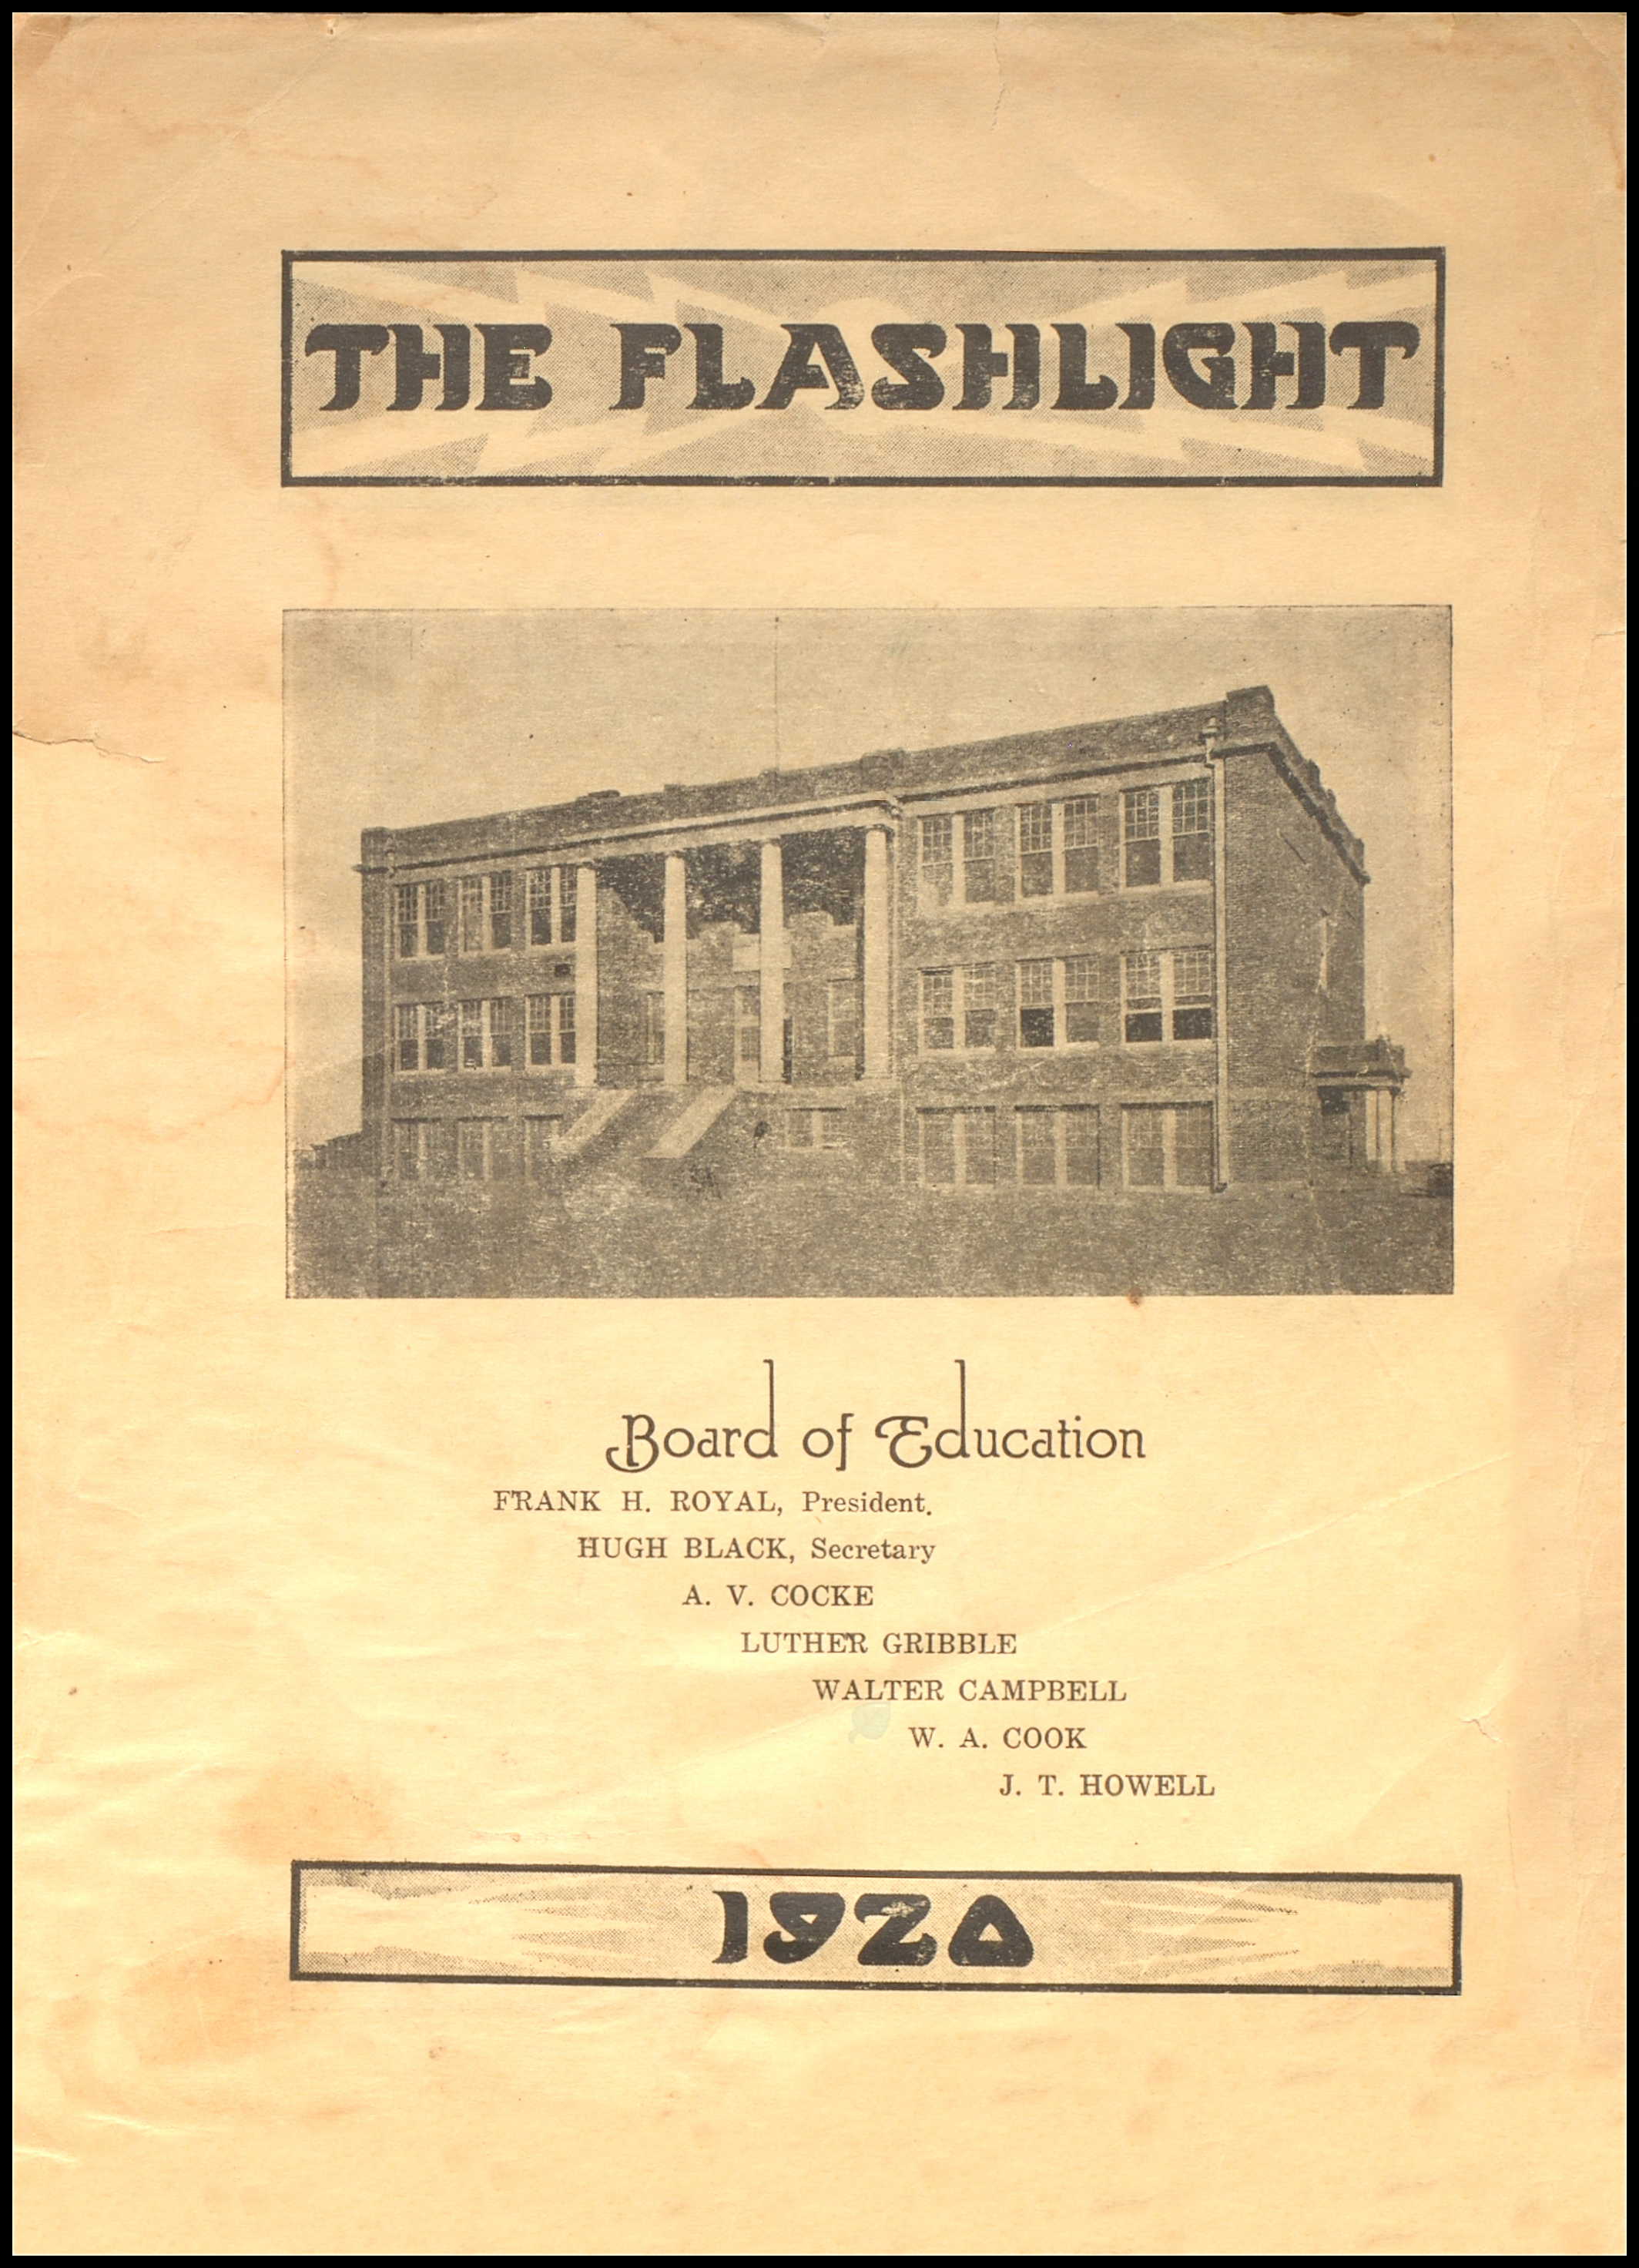 THE FLASHLIGHT
Board of Education
FRANK H. ROYAL, President.
HUGH BLACK, Secretary
A. V. COCKE
LUTHER GRIBBLE
WALTER CAMPBELL
W. A. COOK
J. T. HOWELL
1920